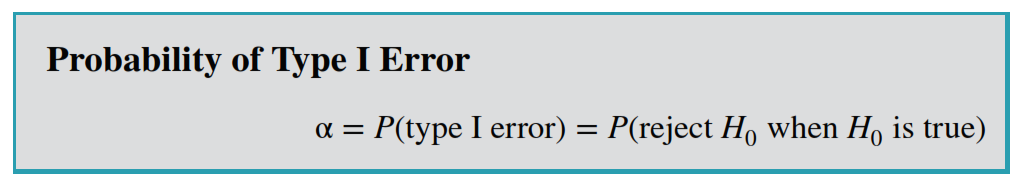 Probability of Type I Error
α = P(type I error) = P(reject H₀ when H₀ is true)